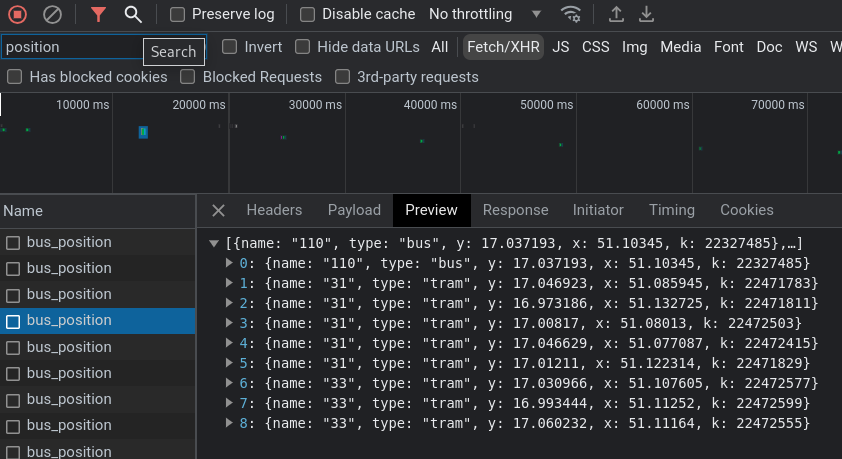 Preserve log Disable cache No throttling
position Search Invert Hide data URLs All Fetch/XHR JS CSS Img Media Font Doc WS W
Has blocked cookies Blocked Requests 3rd-party requests
10000 ms 20000 ms 30000 ms 40000 ms 50000 ms 60000 ms 70000 ms
Name
bus_position
bus_position
bus_position
bus_position
bus_position
bus_position
bus_position
bus_position
bus_position
Headers Payload Preview Response Initiator Timing Cookies
[{name: "110", type: "bus", y: 17.037193, x: 51.10345, k: 22327485},…]
0: {name: "110", type: "bus", y: 17.037193, x: 51.10345, k: 22327485}
1: {name: "31", type: "tram", y: 17.046923, x: 51.085945, k: 22471783}
2: {name: "31", type: "tram", y: 16.973186, x: 51.132725, k: 22471811}
3: {name: "31", type: "tram", y: 17.00817, x: 51.08013, k: 22472503}
4: {name: "31", type: "tram", y: 17.046629, x: 51.077087, k: 22472415}
5: {name: "31", type: "tram", y: 17.01211, x: 51.122314, k: 22471829}
6: {name: "33", type: "tram", y: 17.030966, x: 51.107605, k: 22472577}
7: {name: "33", type: "tram", y: 16.993444, x: 51.11252, k: 22472599}
8: {name: "33", type: "tram", y: 17.060232, x: 51.11164, k: 22472555}